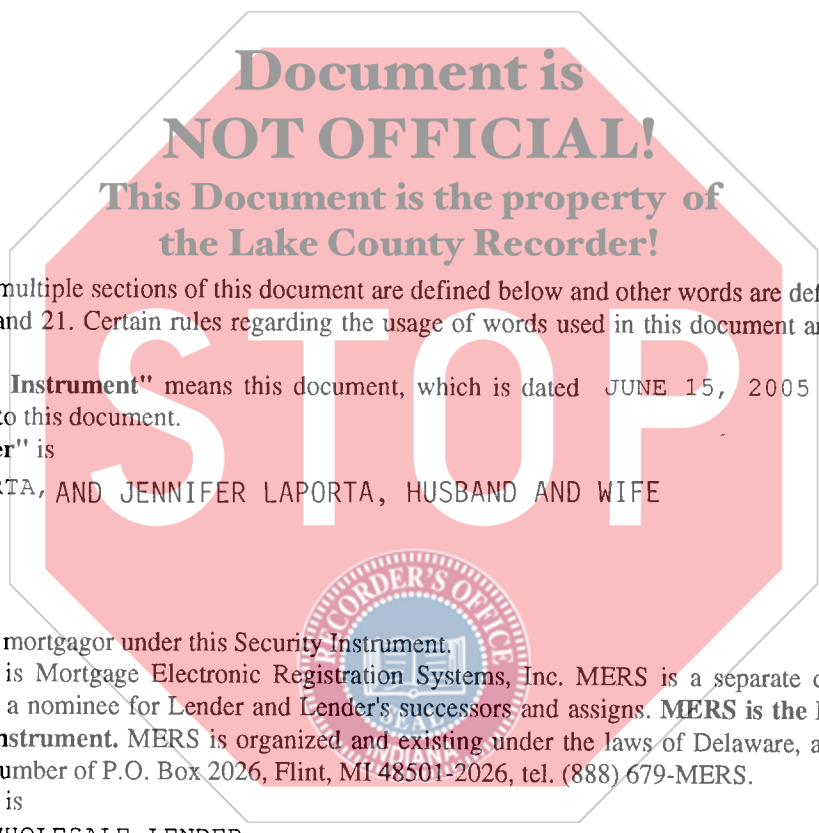 Document is
NOT OFFICIAL!
This Document is the property of
the Lake County Recorder!
multiple sections of this document are defined below and other words are def
and 21. Certain rules regarding the usage of words used in this document a
Instrument" means this document, which is dated JUNE 15, 2005
to this document.
er" is
RTA, AND JENNIFER LAPORTA, HUSBAND AND WIFE
STOP
RECORDER'S OFFICE
SEAL
INDIANA
mortgagor under this Security Instrument.
is Mortgage Electronic Registration Systems, Inc. MERS is a separate c
a nominee for Lender and Lender's successors and assigns. MERS is the
nstrument. MERS is organized and existing under the laws of Delaware, a
umber of P.O. Box 2026, Flint, MI 48501-2026, tel. (888) 679-MERS.
is
WHOLESALE LENDER